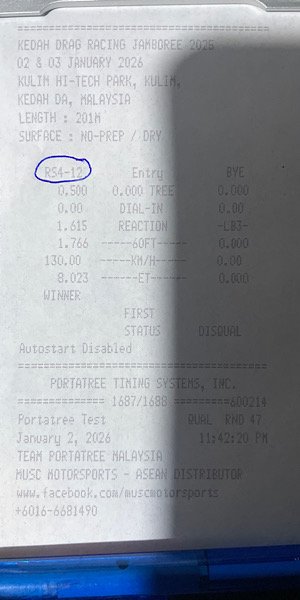 KEDAH DRAG RACING JAMBOREE 2025
02 & 03 JANUARY 2026
KULIM HI-TECH PARK, KULIM,
KEDAH DA, MALAYSIA
LENGTH : 201M
SURFACE : NO-PREP / DRY
RS4-12 Entry BYE
0.500 0.000 TREE 0.000
0.00 DIAL-IN 0.00
1.615 REACTION -LB3-
1.766 -----60FT----- 0.000
130.00 -----KM/H----- 0.00
8.023 ------ET------ 0.000
WINNER
FIRST
STATUS DISQUAL
Autostart Disabled
PORTATREE TIMING SYSTEMS, INC.
============== 1687/1688 =========600214
Portatree Test QUAL RND 47
January 2, 2026 11:42:20 PM
TEAM PORTATREE MALAYSIA
MUSC MOTORSPORTS - ASEAN DISTRIBUTOR
www.facebook.com/muscmotorsports
+6016-6681490